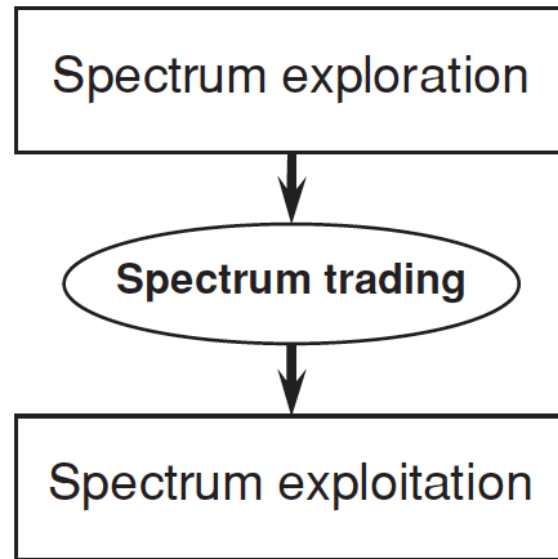 Spectrum exploration
Spectrum trading
Spectrum exploitation